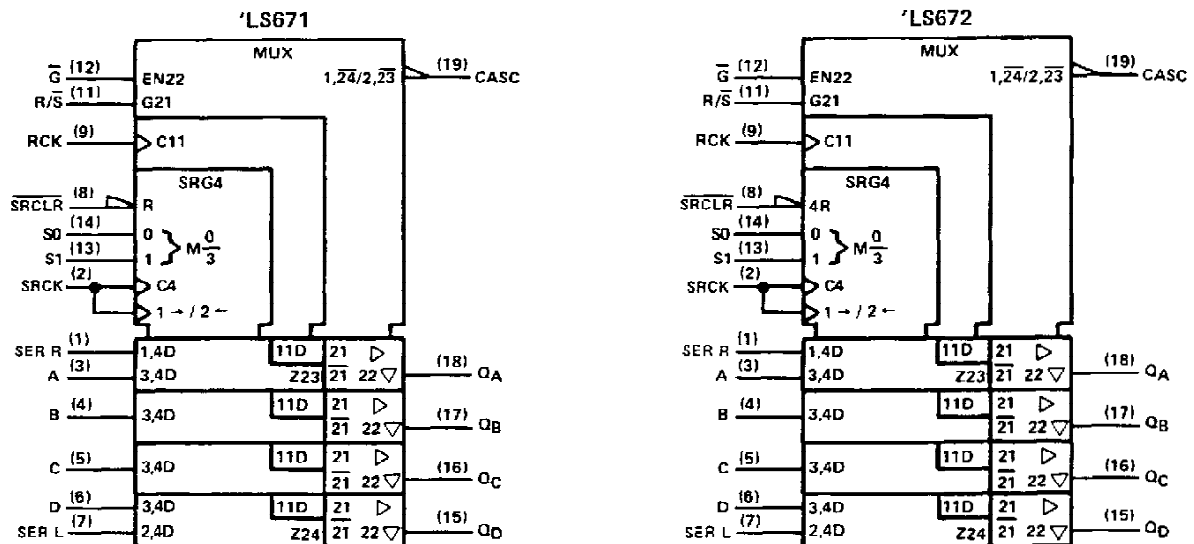 'LS671
MUX
G̅ (12) EN22 1,2̅4̅/2,2̅3̅ (19) CASC
R/S̅ (11) G21
RCK (9) C11
SRG4
S̅R̅C̅L̅R̅ (8) R
S0 (14) 0
M 0/3
S1 (13) 1
SRCK (2) C4
1 → / 2 ←
SER R (1) 1,4D 11D 21
A (3) 3,4D Z23 2̅1̅ 22 (18) QA
B (4) 3,4D 11D 21
2̅1̅ 22 (17) QB
C (5) 3,4D 11D 21
2̅1̅ 22 (16) QC
D (6) 3,4D 11D 21
SER L (7) 2,4D Z24 2̅1̅ 22 (15) QD
'LS672
MUX
G̅ (12) EN22 1,2̅4̅/2,2̅3̅ (19) CASC
R/S̅ (11) G21
RCK (9) C11
SRG4
S̅R̅C̅L̅R̅ (8) 4R
S0 (14) 0
M 0/3
S1 (13) 1
SRCK (2) C4
1 → / 2 ←
SER R (1) 1,4D 11D 21
A (3) 3,4D Z23 2̅1̅ 22 (18) QA
B (4) 3,4D 11D 21
2̅1̅ 22 (17) QB
C (5) 3,4D 11D 21
2̅1̅ 22 (16) QC
D (6) 3,4D 11D 21
SER L (7) 2,4D Z24 2̅1̅ 22 (15) QD